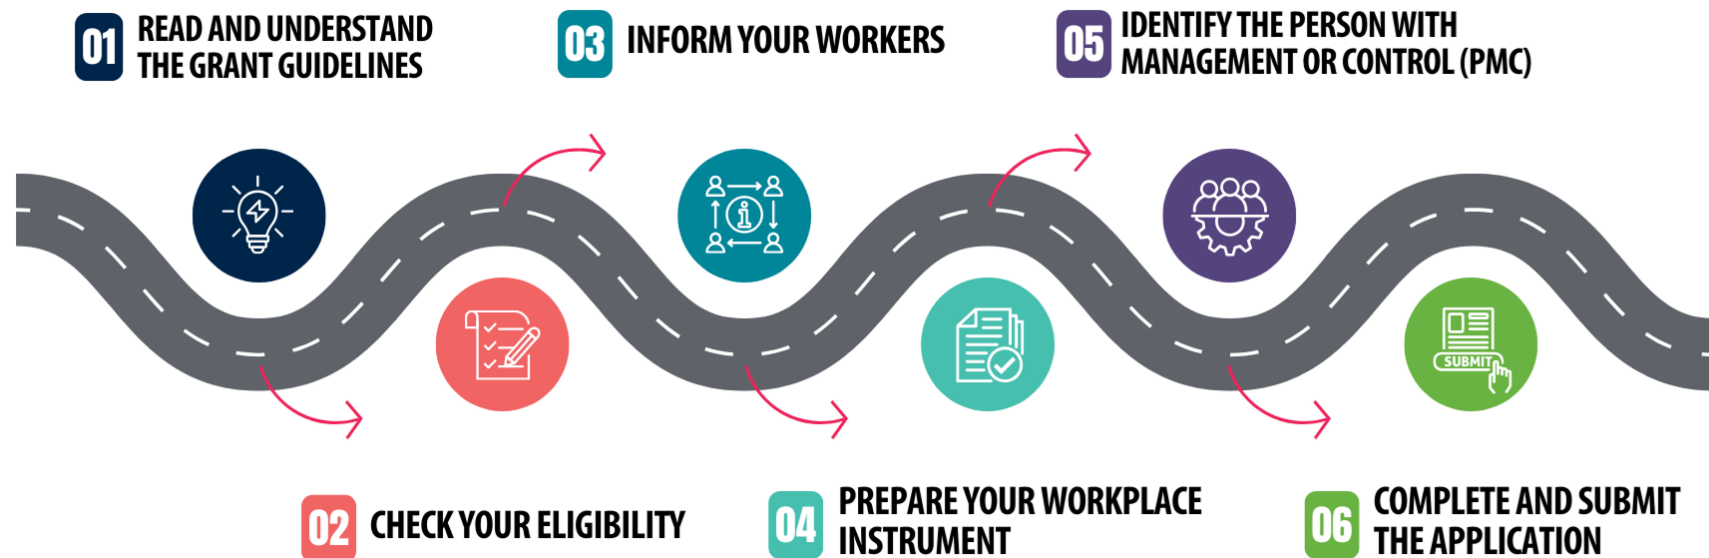 01 READ AND UNDERSTAND
THE GRANT GUIDELINES
02 CHECK YOUR ELIGIBILITY
03 INFORM YOUR WORKERS
04 PREPARE YOUR WORKPLACE
INSTRUMENT
05 IDENTIFY THE PERSON WITH
MANAGEMENT OR CONTROL (PMC)
06 COMPLETE AND SUBMIT
THE APPLICATION
SUBMIT